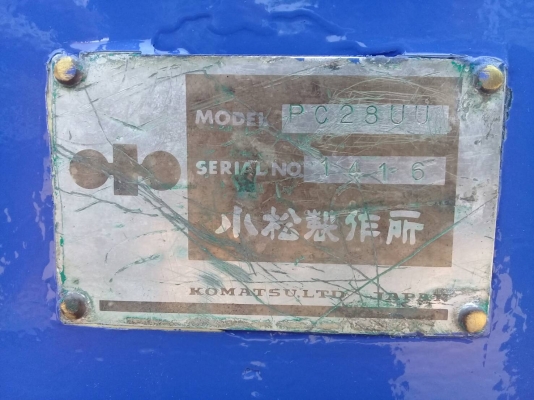 MODEL PC28UU
SERIAL NO 1416
小松製作所
KOMATSU LTD. JAPAN